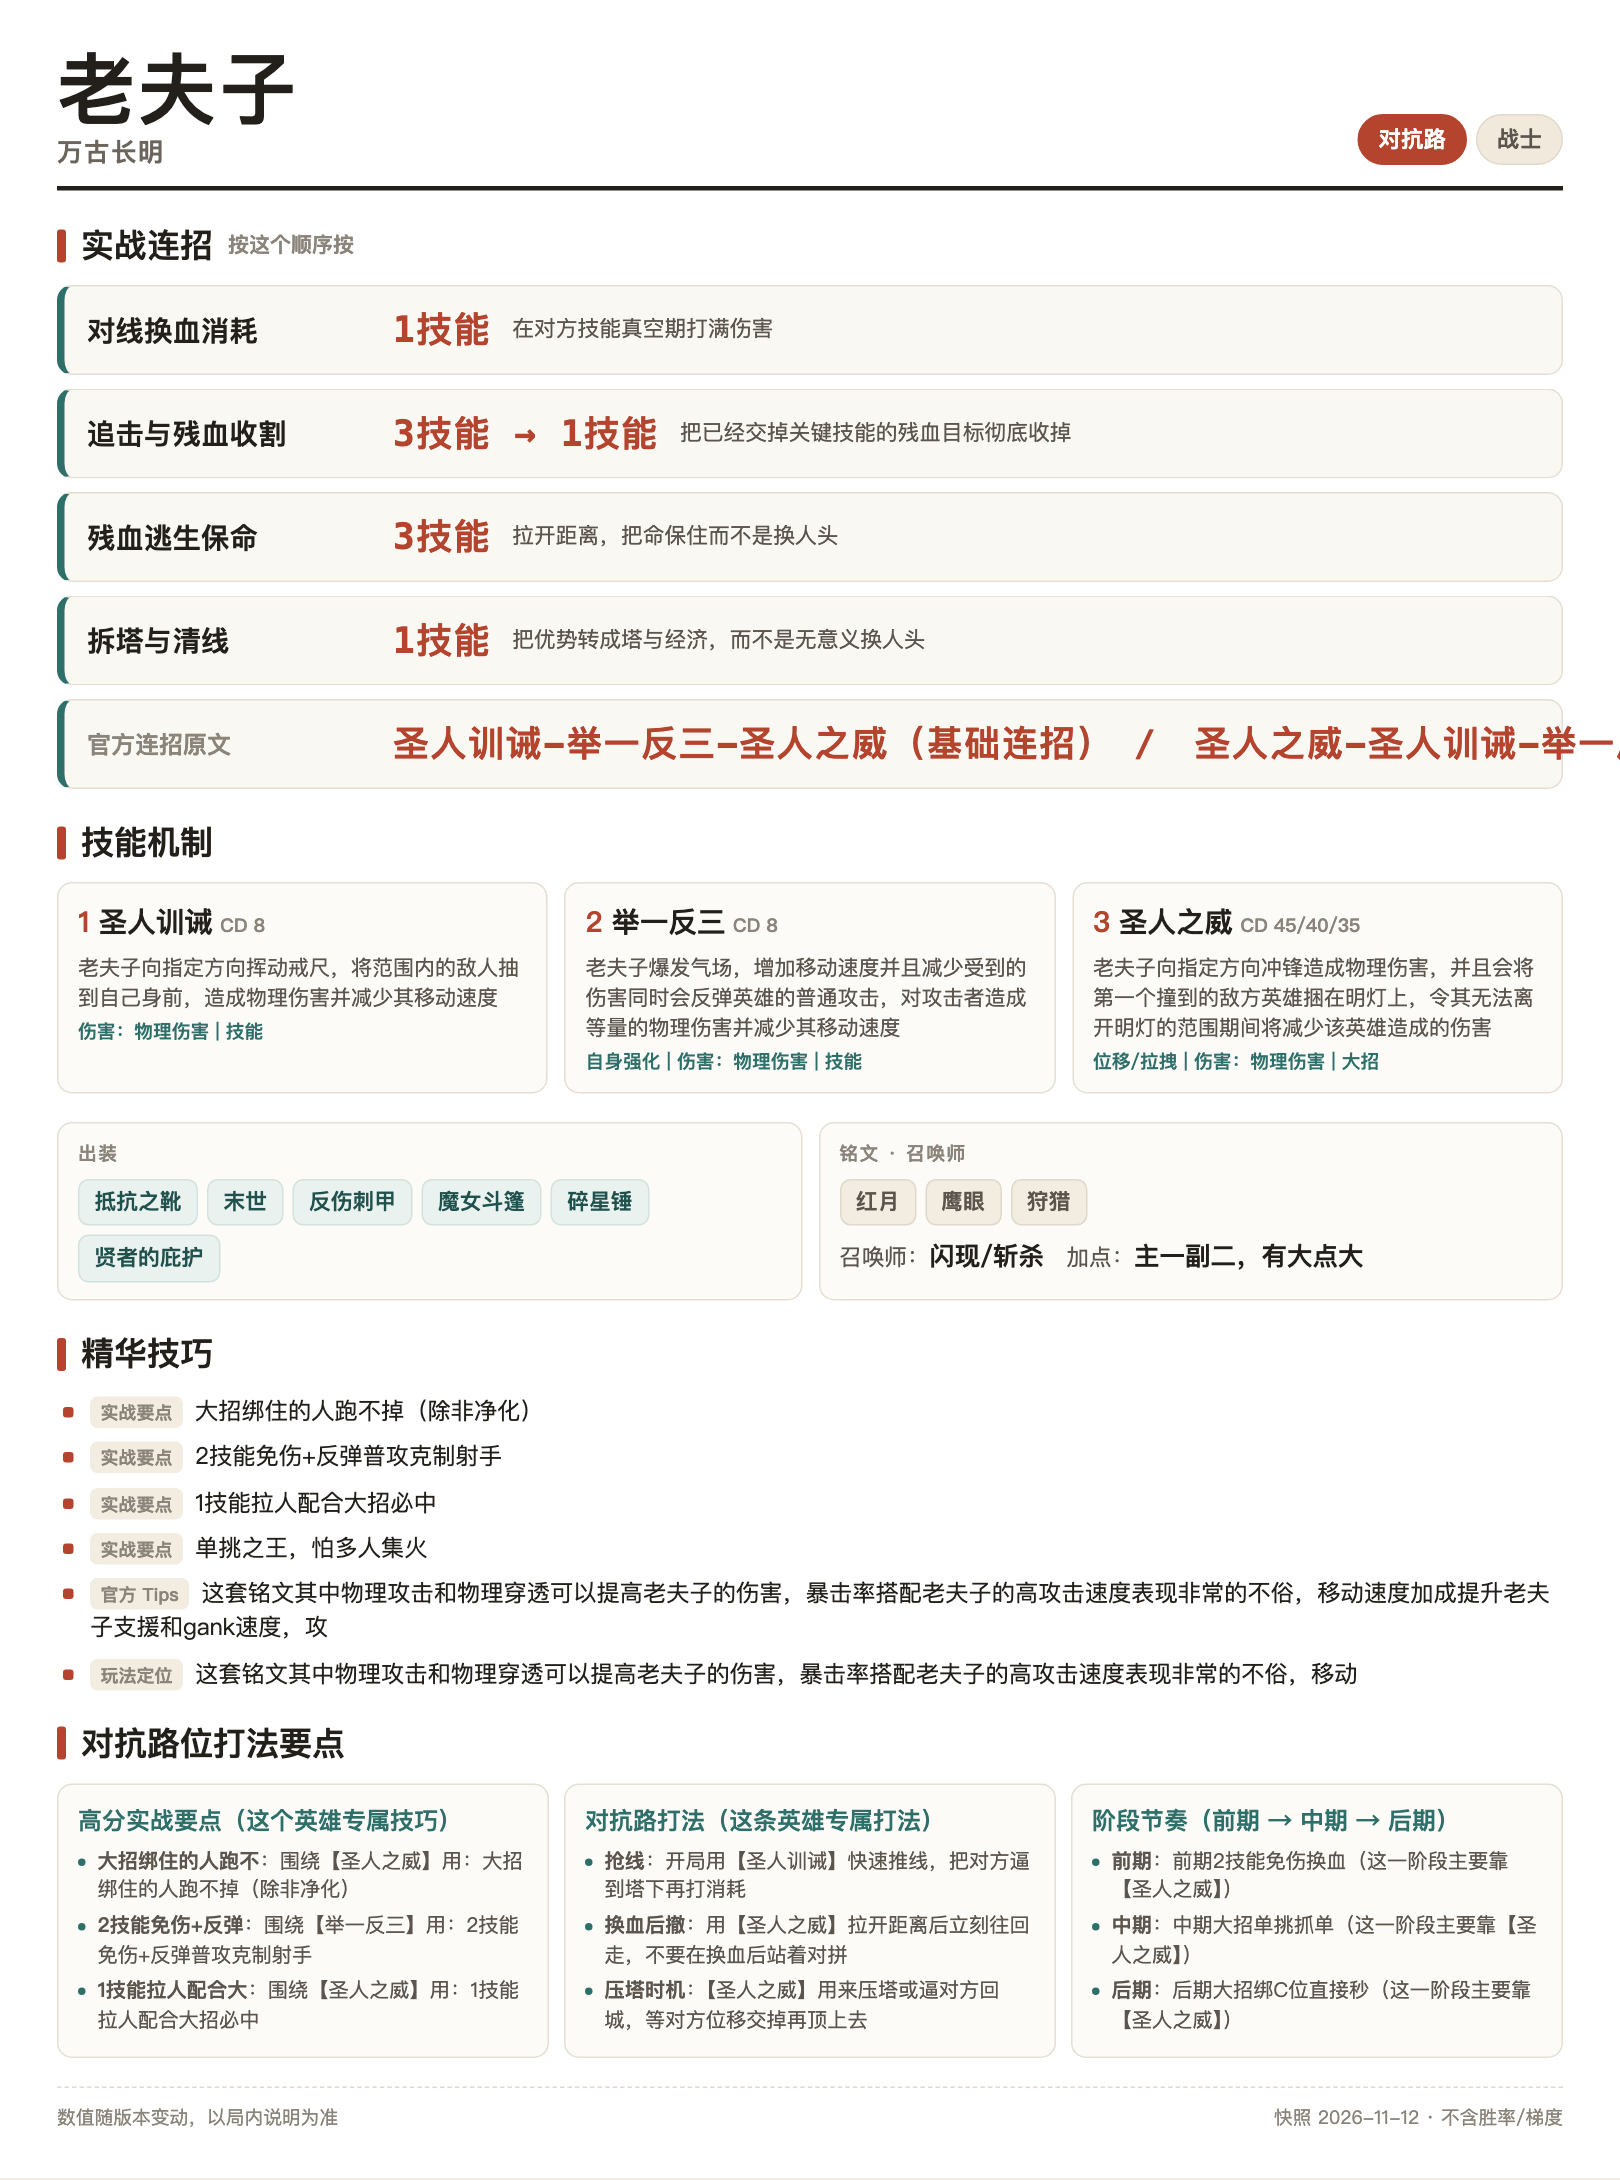 老夫子
万古长明
对抗路 战士
实战连招 按这个顺序按
对线换血消耗 1技能 在对方技能真空期打满伤害
追击与残血收割 3技能 → 1技能 把已经交掉关键技能的残血目标彻底收掉
残血逃生保命 3技能 拉开距离，把命保住而不是换人头
拆塔与清线 1技能 把优势转成塔与经济，而不是无意义换人头
官方连招原文 圣人训诫-举一反三-圣人之威（基础连招） / 圣人之威-圣人训诫-举一
技能机制
1 圣人训诫 CD 8
老夫子向指定方向挥动戒尺，将范围内的敌人抽
到自己身前，造成物理伤害并减少其移动速度
伤害：物理伤害 | 技能
2 举一反三 CD 8
老夫子爆发气场，增加移动速度并且减少受到的
伤害同时会反弹英雄的普通攻击，对攻击者造成
等量的物理伤害并减少其移动速度
自身强化 | 伤害：物理伤害 | 技能
3 圣人之威 CD 45/40/35
老夫子向指定方向冲锋造成物理伤害，并且会将
第一个撞到的敌方英雄捆在明灯上，令其无法离
开明灯的范围期间将减少该英雄造成的伤害
位移/拉拽 | 伤害：物理伤害 | 大招
出装
抵抗之靴 末世 反伤刺甲 魔女斗篷 碎星锤
贤者的庇护
铭文 · 召唤师
红月 鹰眼 狩猎
召唤师：闪现/斩杀 加点：主一副二，有大点大
精华技巧
实战要点 大招绑住的人跑不掉（除非净化）
实战要点 2技能免伤+反弹普攻克制射手
实战要点 1技能拉人配合大招必中
实战要点 单挑之王，怕多人集火
官方 Tips 这套铭文其中物理攻击和物理穿透可以提高老夫子的伤害，暴击率搭配老夫子的高攻击速度表现非常的不俗，移动速度加成提升老夫
子支援和gank速度，攻
玩法定位 这套铭文其中物理攻击和物理穿透可以提高老夫子的伤害，暴击率搭配老夫子的高攻击速度表现非常的不俗，移动
对抗路位打法要点
高分实战要点（这个英雄专属技巧）
大招绑住的人跑不：围绕【圣人之威】用：大招
绑住的人跑不掉（除非净化）
2技能免伤+反弹：围绕【举一反三】用：2技能
免伤+反弹普攻克制射手
1技能拉人配合大：围绕【圣人之威】用：1技能
拉人配合大招必中
对抗路打法（这条英雄专属打法）
抢线：开局用【圣人训诫】快速推线，把对方逼
到塔下再打消耗
换血后撤：用【圣人之威】拉开距离后立刻往回
走，不要在换血后站着对拼
压塔时机：【圣人之威】用来压塔或逼对方回
城，等对方位移交掉再顶上去
阶段节奏（前期 → 中期 → 后期）
前期：前期2技能免伤换血（这一阶段主要靠
【圣人之威】）
中期：中期大招单挑抓单（这一阶段主要靠【圣
人之威】）
后期：后期大招绑C位直接秒（这一阶段主要靠
【圣人之威】）
数值随版本变动，以局内说明为准
快照 2026-11-12 · 不含胜率/梯度